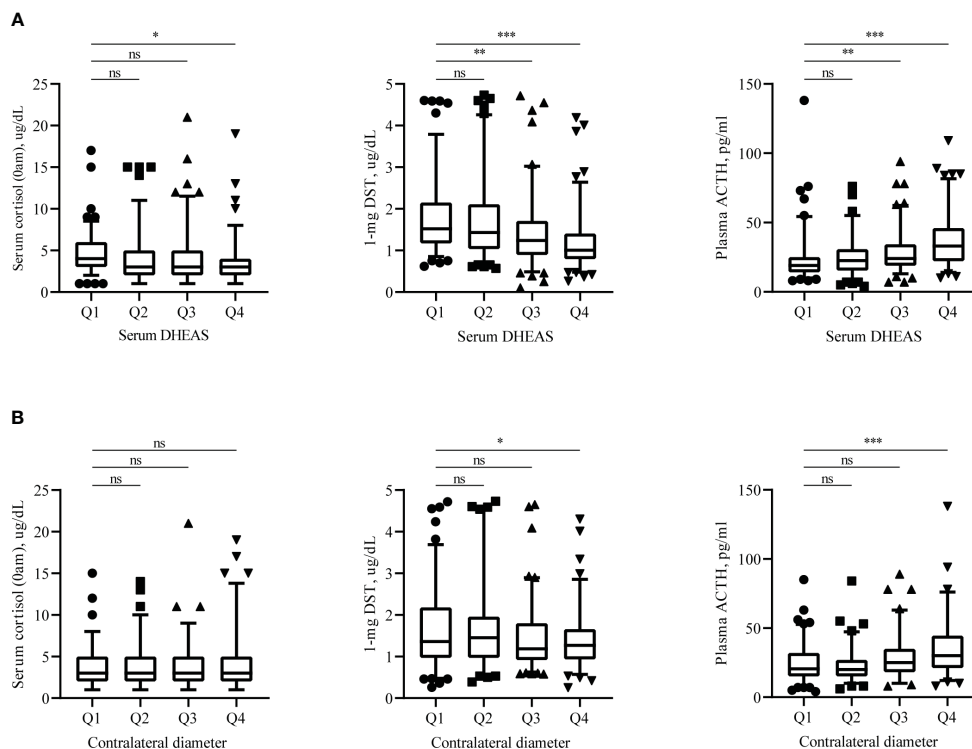 A
*
ns
ns
Serum cortisol (0am), ug/dL
25
20
15
10
5
0
Q1 Q2 Q3 Q4
Serum DHEAS
***
**
ns
1-mg DST, ug/dL
5
4
3
2
1
0
Q1 Q2 Q3 Q4
Serum DHEAS
***
**
ns
Plasma ACTH, pg/ml
150
100
50
0
Q1 Q2 Q3 Q4
Serum DHEAS
B
ns
ns
ns
Serum cortisol (0am), ug/dL
25
20
15
10
5
0
Q1 Q2 Q3 Q4
Contralateral diameter
*
ns
ns
1-mg DST, ug/dL
5
4
3
2
1
0
Q1 Q2 Q3 Q4
Contralateral diameter
***
ns
ns
Plasma ACTH, pg/ml
150
100
50
0
Q1 Q2 Q3 Q4
Contralateral diameter